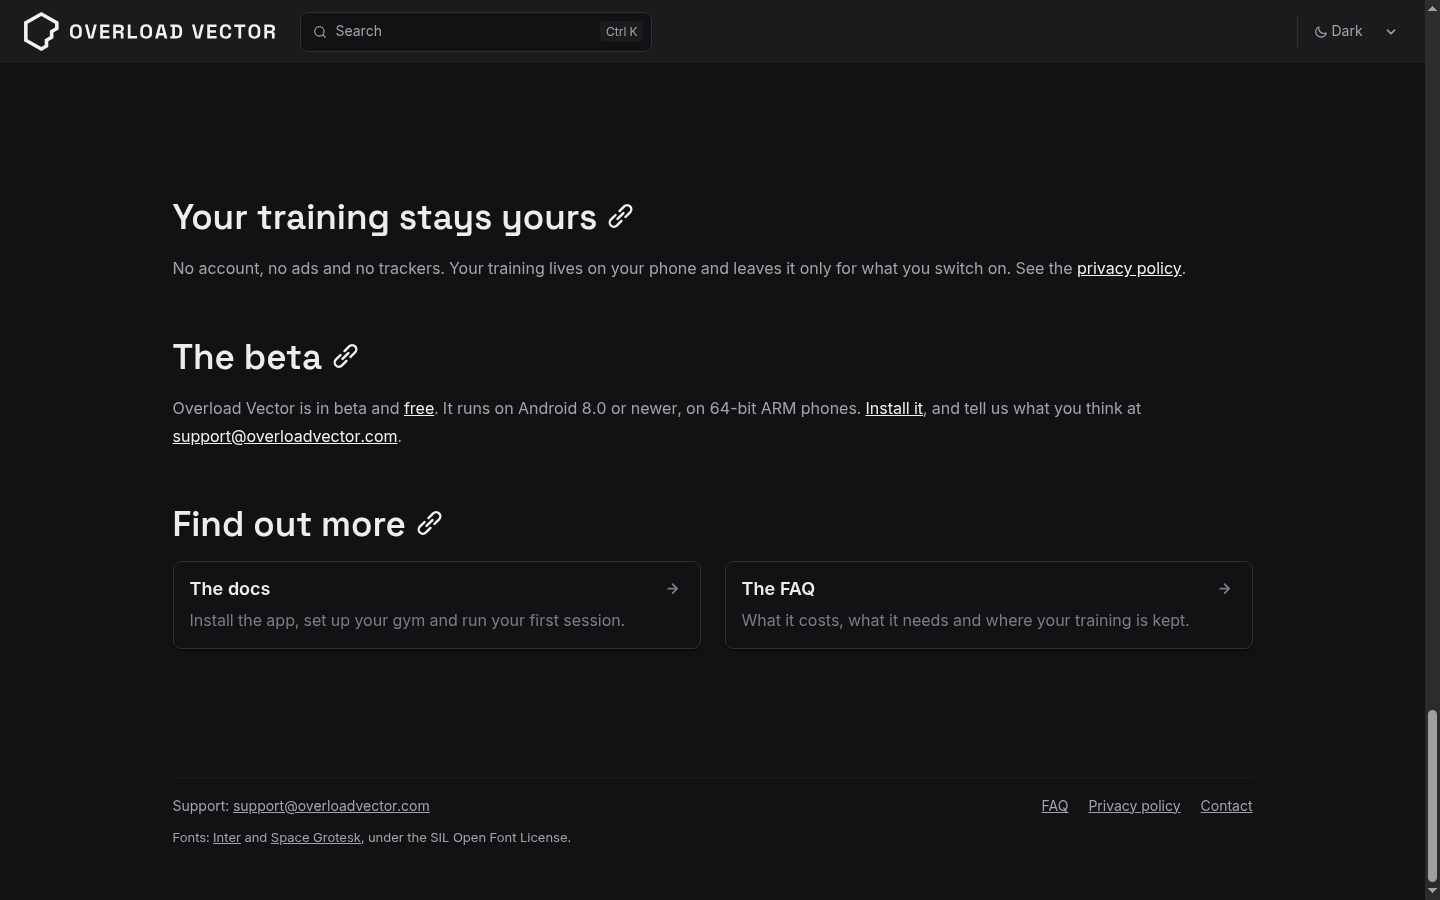 OVERLOAD VECTOR
Search
Ctrl K
Dark
Your training stays yours
No account, no ads and no trackers. Your training lives on your phone and leaves it only for what you switch on. See the privacy policy.
The beta
Overload Vector is in beta and free. It runs on Android 8.0 or newer, on 64-bit ARM phones. Install it, and tell us what you think at
support@overloadvector.com.
Find out more
The docs
Install the app, set up your gym and run your first session.
The FAQ
What it costs, what it needs and where your training is kept.
Support: support@overloadvector.com
FAQ
Privacy policy
Contact
Fonts: Inter and Space Grotesk, under the SIL Open Font License.